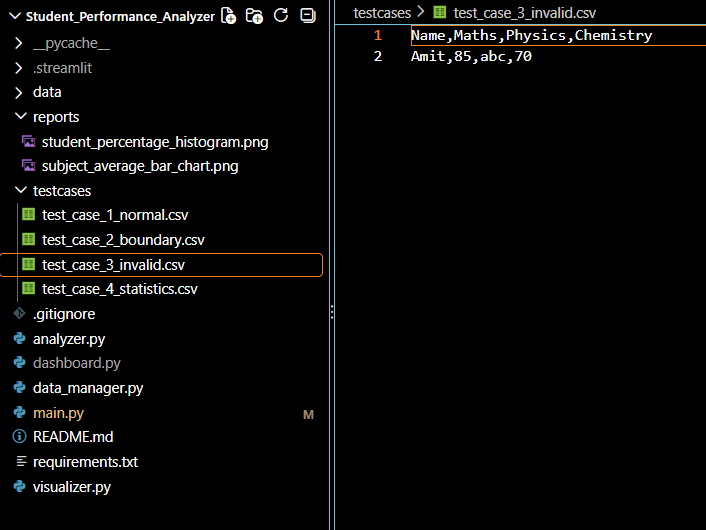 Student_Performance_Analyzer
__pycache__
.streamlit
data
reports
student_percentage_histogram.png
subject_average_bar_chart.png
testcases
test_case_1_normal.csv
test_case_2_boundary.csv
test_case_3_invalid.csv
test_case_4_statistics.csv
.gitignore
analyzer.py
dashboard.py
data_manager.py
main.py M
README.md
requirements.txt
visualizer.py
testcases > test_case_3_invalid.csv
1 Name,Maths,Physics,Chemistry
2 Amit,85,abc,70